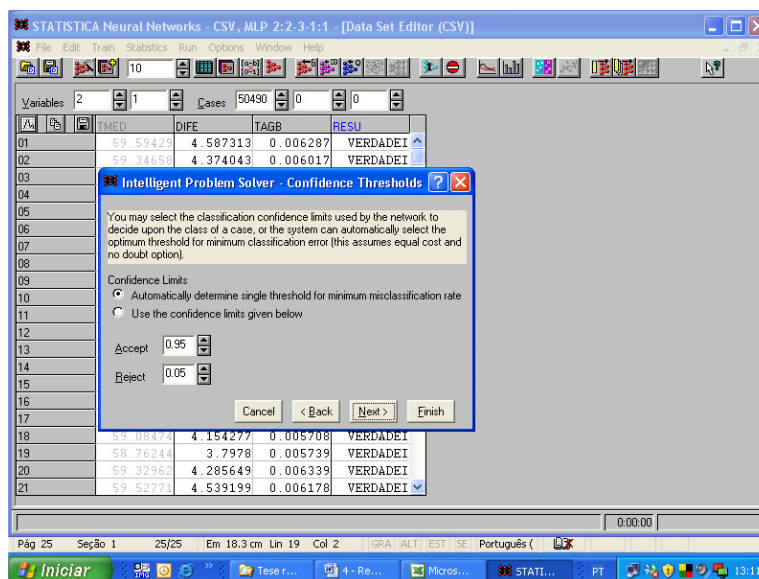 STATISTICA Neural Networks - CSV, MLP 2:2-3-1:1 - [Data Set Editor (CSV)]
File Edit Train Statistics Run Options Window Help
10
Variables 2 1 Cases 50490 0 0
TMED DIFE TAGB RESU
01 59.59429 4.587313 0.006287 VERDADEI
02 59.34658 4.374043 0.006017 VERDADEI
03
04
05
06
07
08
09
10
11
12
13
14
15
16
17
Intelligent Problem Solver - Confidence Thresholds
You may select the classification confidence limits used by the network to
decide upon the class of a case, or the system can automatically select the
optimum threshold for minimum classification error (this assumes equal cost and
no doubt option).
Confidence Limits
Automatically determine single threshold for minimum misclassification rate
Use the confidence limits given below
Accept 0.95
Reject 0.05
Cancel < Back Next > Finish
18 59.08474 4.154277 0.005708 VERDADEI
19 58.76244 3.7978 0.005739 VERDADEI
20 59.32962 4.285649 0.006339 VERDADEI
21 59.52771 4.539199 0.006178 VERDADEI
0:00:00
Pág 25 Seção 1 25/25 Em 18.3 cm Lin 19 Col 2 GRA ALT EST SE Português (
Iniciar » Tese r... 4 - Re... Micros... STATI... PT 13:11